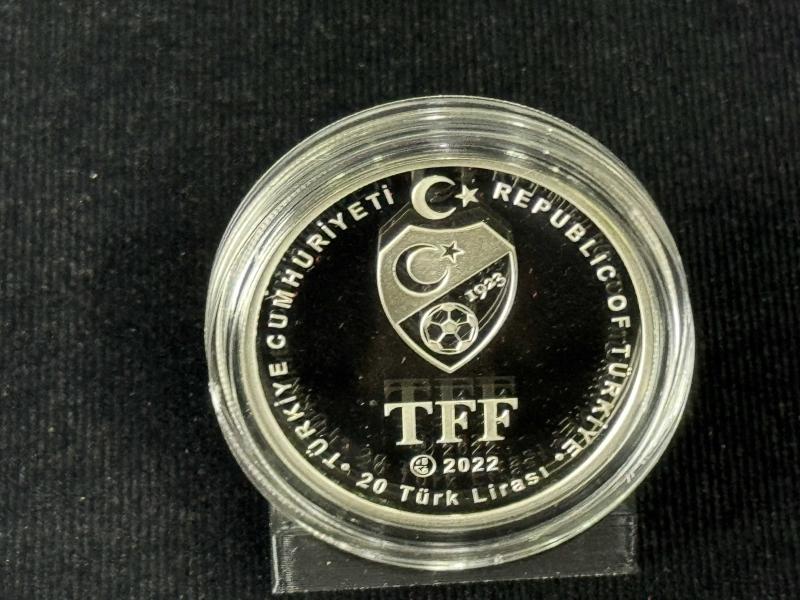 TÜRKİYE CUMHURİYETİ
REPUBLIC OF TÜRKİYE
1923
TFF
2022
20 Türk Lirası